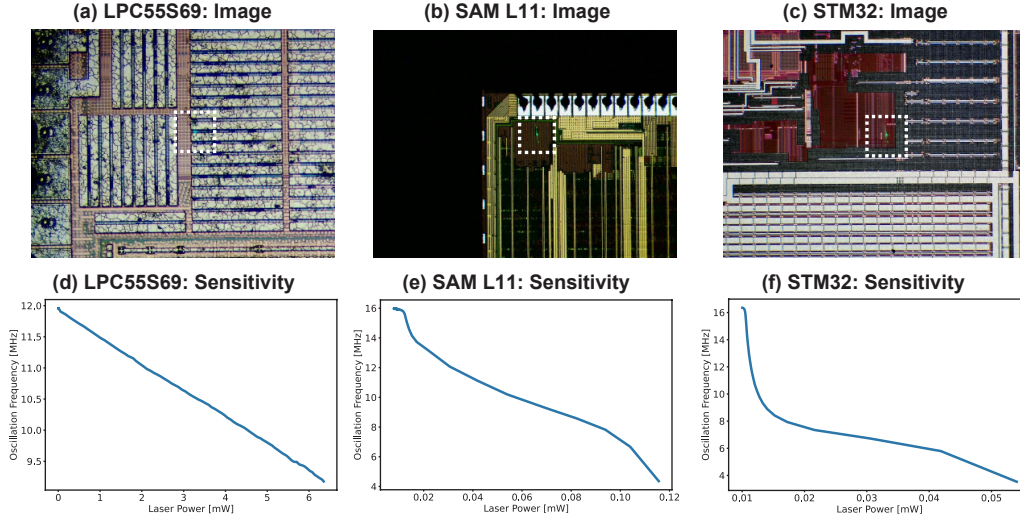 (a) LPC55S69: Image
(b) SAM L11: Image
(c) STM32: Image
(d) LPC55S69: Sensitivity
(e) SAM L11: Sensitivity
(f) STM32: Sensitivity
Oscillation Frequency [MHz]
12.0
11.5
11.0
10.5
10.0
9.5
0 1 2 3 4 5 6
Laser Power [mW]
Oscillation Frequency [MHz]
16
14
12
10
8
6
4
0.02 0.04 0.06 0.08 0.10 0.12
Laser Power [mW]
Oscillation Frequency [MHz]
16
14
12
10
8
6
4
0.01 0.02 0.03 0.04 0.05
Laser Power [mW]